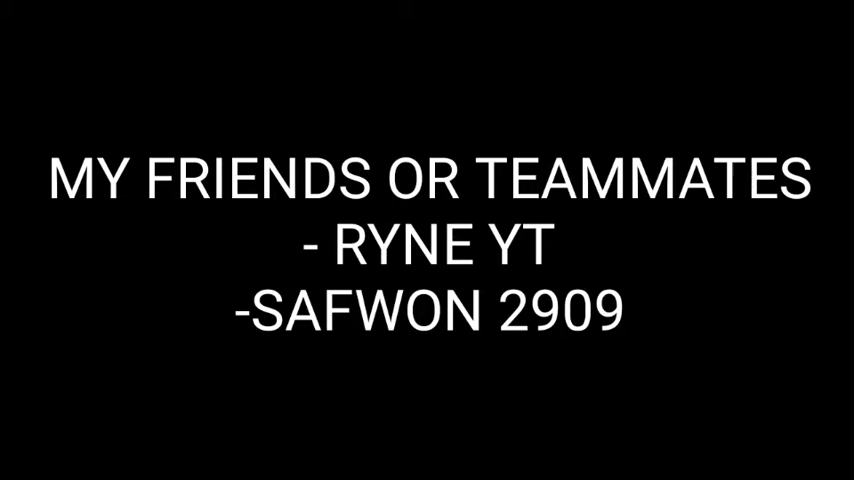 MY FRIENDS OR TEAMMATES
- RYNE YT
-SAFWON 2909